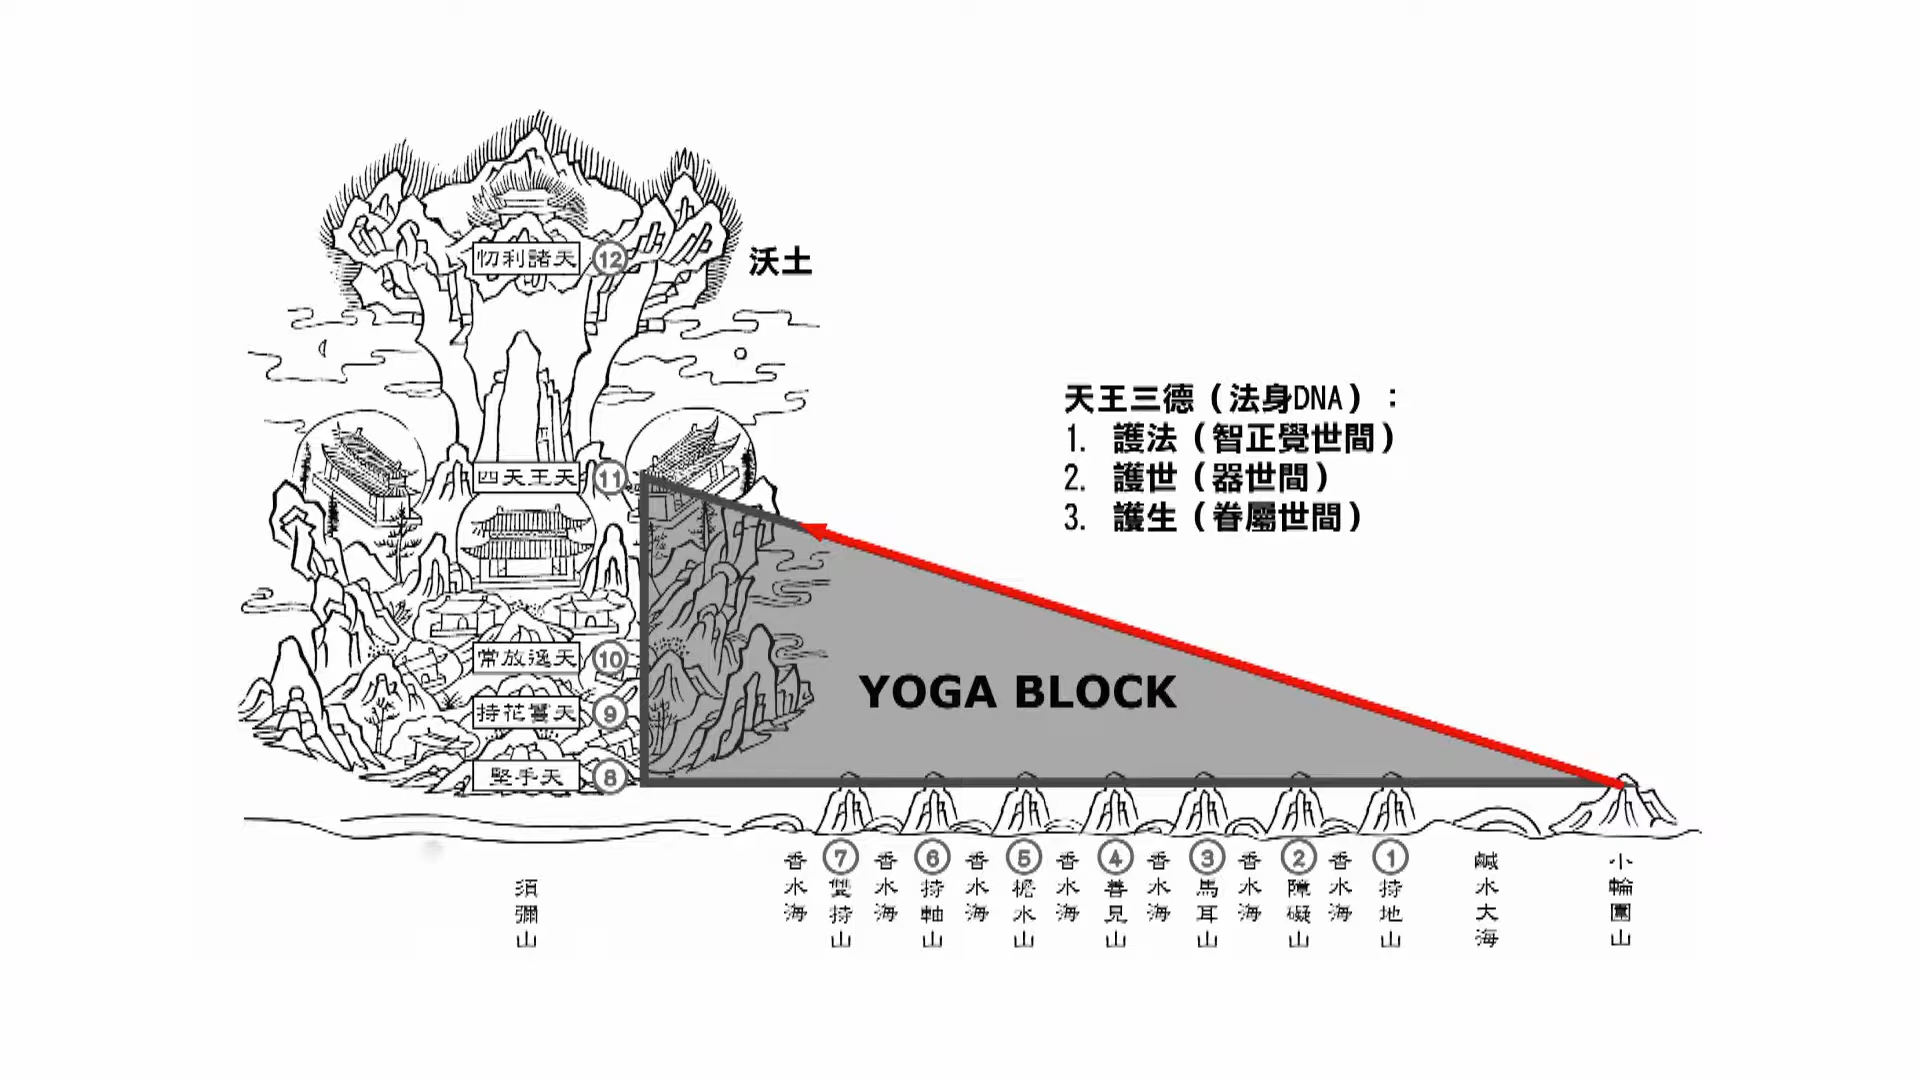 忉利諸天 ⑫
沃土
天王三德（法身DNA）：
1. 護法（智正覺世間）
2. 護世（器世間）
3. 護生（眷屬世間）
四天王天 ⑪
常放逸天 ⑩
持花鬘天 ⑨
堅手天 ⑧
YOGA BLOCK
須彌山
香水海
⑦ 雙持山
香水海
⑥ 持軸山
香水海
⑤ 檐水山
香水海
④ 善見山
香水海
③ 馬耳山
香水海
② 障礙山
香水海
① 持地山
鹹水大海
小輪圍山